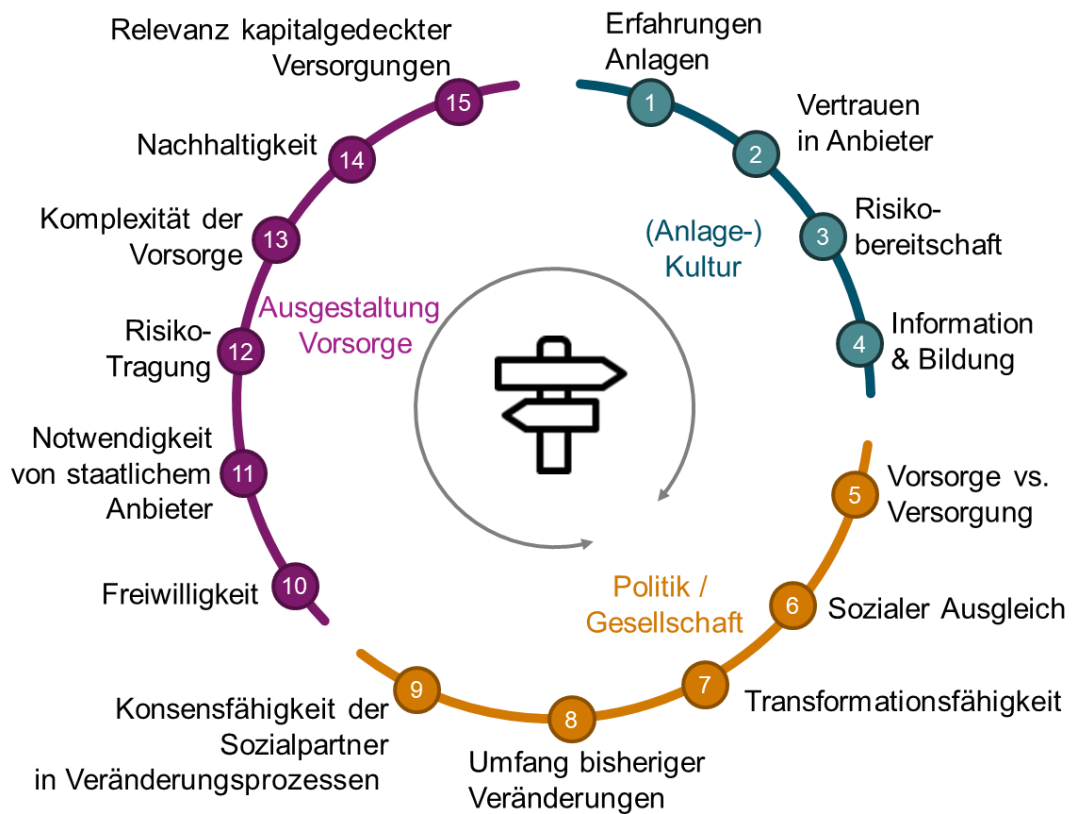 1
Erfahrungen
Anlagen
2
Vertrauen
in Anbieter
3
Risiko-
bereitschaft
4
Information
& Bildung
(Anlage-)
Kultur
5
Vorsorge vs.
Versorgung
6
Sozialer Ausgleich
7
Transformationsfähigkeit
8
Umfang bisheriger
Veränderungen
9
Konsensfähigkeit der
Sozialpartner
in Veränderungsprozessen
Politik /
Gesellschaft
10
Freiwilligkeit
11
Notwendigkeit
von staatlichem
Anbieter
12
Risiko-
Tragung
13
Komplexität der
Vorsorge
14
Nachhaltigkeit
15
Relevanz kapitalgedeckter
Versorgungen
Ausgestaltung
Vorsorge